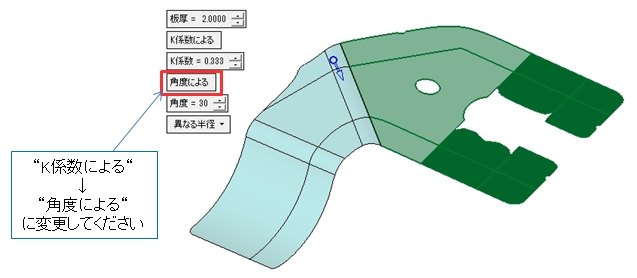 板厚 = 2.0000
K係数による
K係数 = 0.333
角度による
角度 = 30
異なる半径
“K係数による“
↓
“角度による“
に変更してください